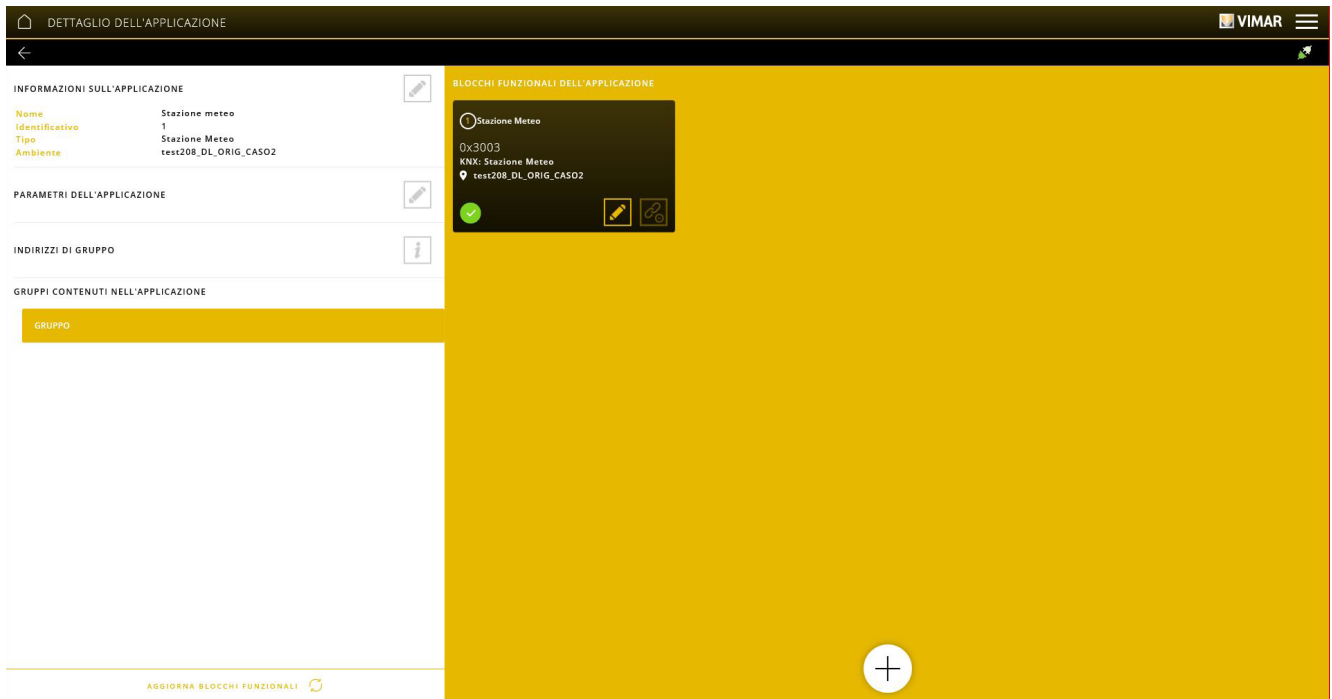 DETTAGLIO DELL'APPLICAZIONE
VIMAR
INFORMAZIONI SULL'APPLICAZIONE
Nome Stazione meteo
Identificativo 1
Tipo Stazione Meteo
Ambiente test208_DL_ORIG_CASO2
PARAMETRI DELL'APPLICAZIONE
INDIRIZZI DI GRUPPO
i
GRUPPI CONTENUTI NELL'APPLICAZIONE
GRUPPO
AGGIORNA BLOCCHI FUNZIONALI
BLOCCHI FUNZIONALI DELL'APPLICAZIONE
1 Stazione Meteo
0x3003
KNX: Stazione Meteo
test208_DL_ORIG_CASO2